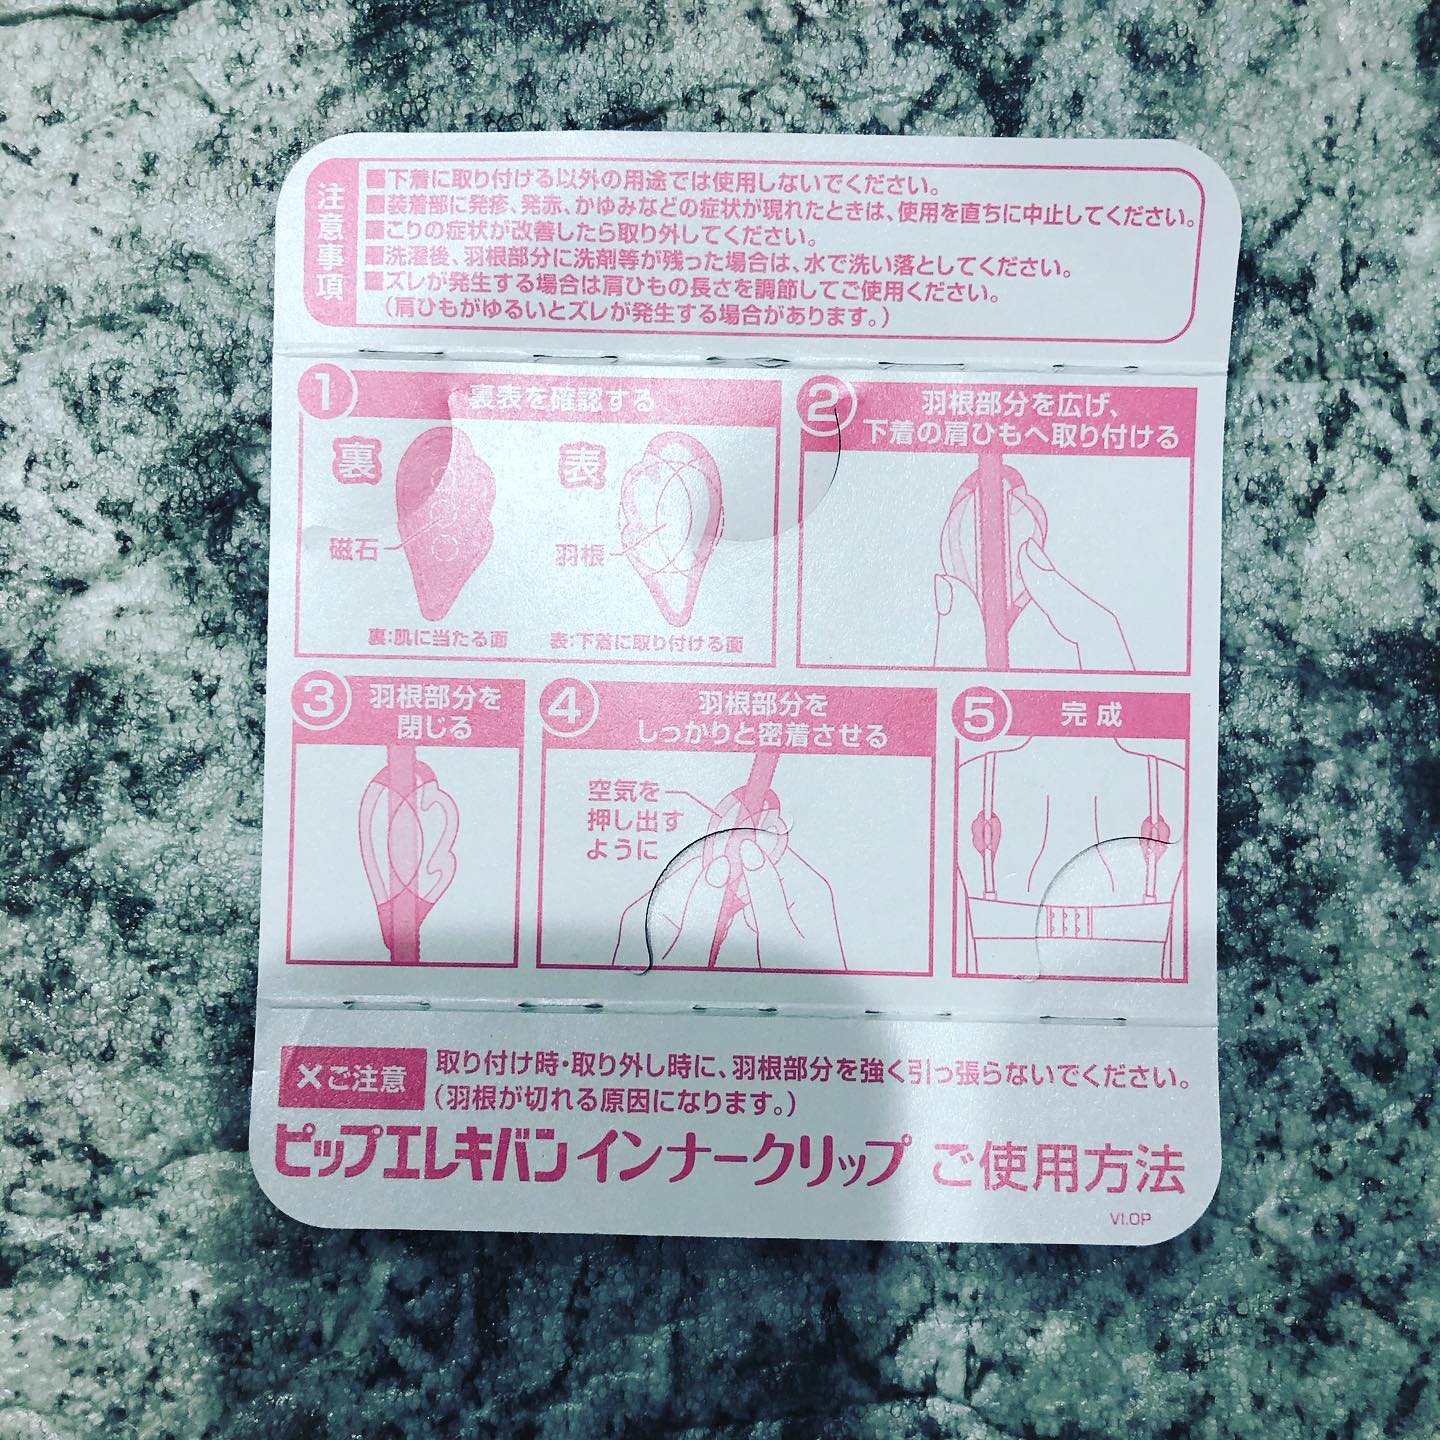 注意事項
■下着に取り付ける以外の用途では使用しないでください。
■装着部に発疹、発赤、かゆみなどの症状が現れたときは、使用を直ちに中止してください。
■こりの症状が改善したら取り外してください。
■洗濯後、羽根部分に洗剤等が残った場合は、水で洗い落としてください。
■ズレが発生する場合は肩ひもの長さを調節してご使用ください。
（肩ひもがゆるいとズレが発生する場合があります。）
1 裏表を確認する
裏
表
磁石
羽根
裏：肌に当たる面
表：下着に取り付ける面
2 羽根部分を広げ、
下着の肩ひもへ取り付ける
3 羽根部分を
閉じる
4 羽根部分を
しっかりと密着させる
空気を
押し出す
ように
5 完成
×ご注意
取り付け時・取り外し時に、羽根部分を強く引っ張らないでください。
（羽根が切れる原因になります。）
ピップエレキバン インナークリップ ご使用方法
V1.0P